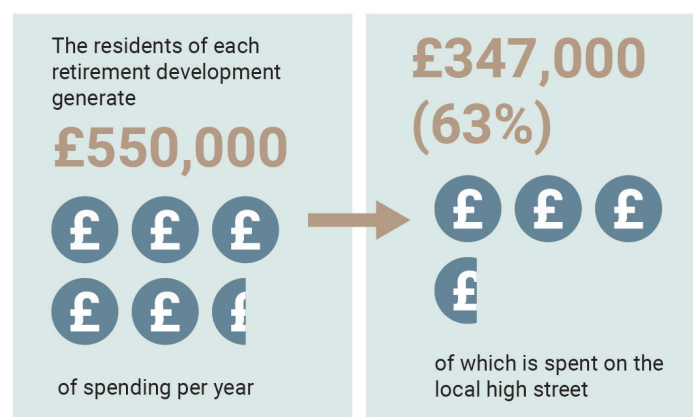 The residents of each
retirement development
generate
£550,000
£ £ £
£ £ £
of spending per year
£347,000
(63%)
£ £ £
£
of which is spent on the
local high street